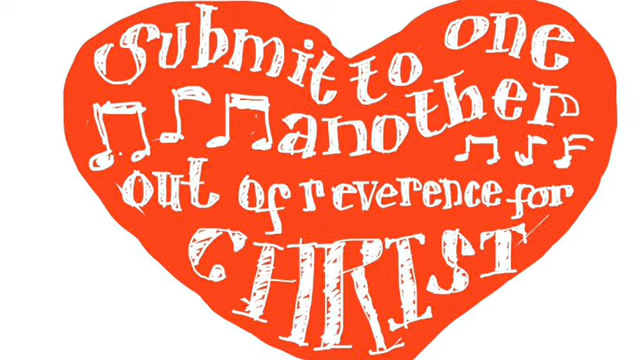 Submit to one
another
out of reverence for
CHRIST